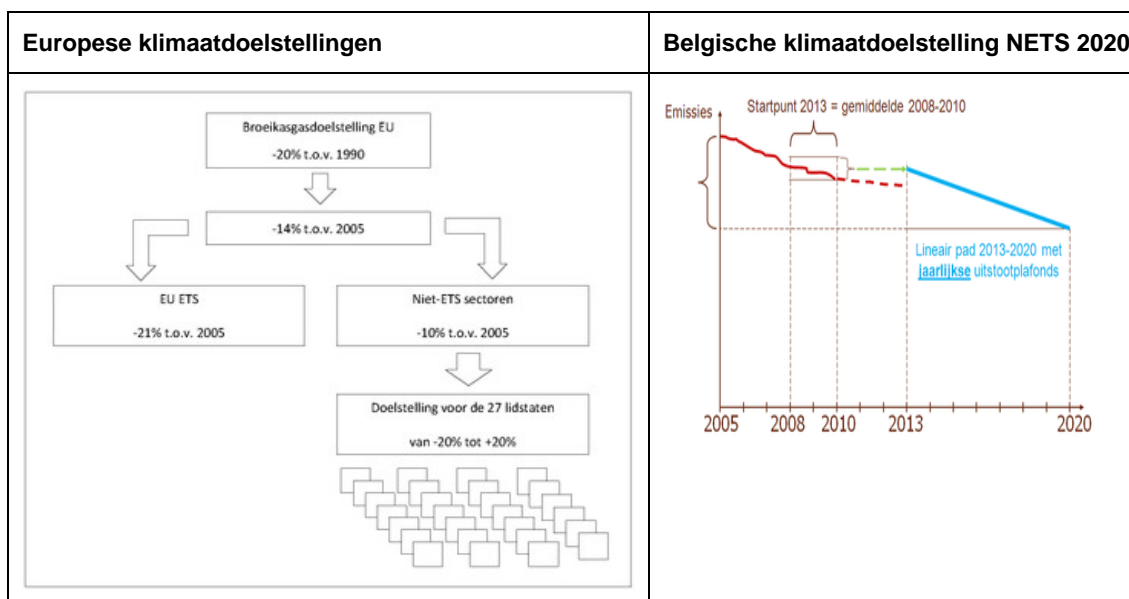 Europese klimaatdoelstellingen
Broeikasgasdoelstelling EU
-20% t.o.v. 1990
-14% t.o.v. 2005
EU ETS
-21% t.o.v. 2005
Niet-ETS sectoren
-10% t.o.v. 2005
Doelstelling voor de 27 lidstaten
van -20% tot +20%
Belgische klimaatdoelstelling NETS 2020
Emissies
Startpunt 2013 = gemiddelde 2008-2010
Lineair pad 2013-2020 met
jaarlijkse uitstootplafonds
2005 2008 2010 2013 2020